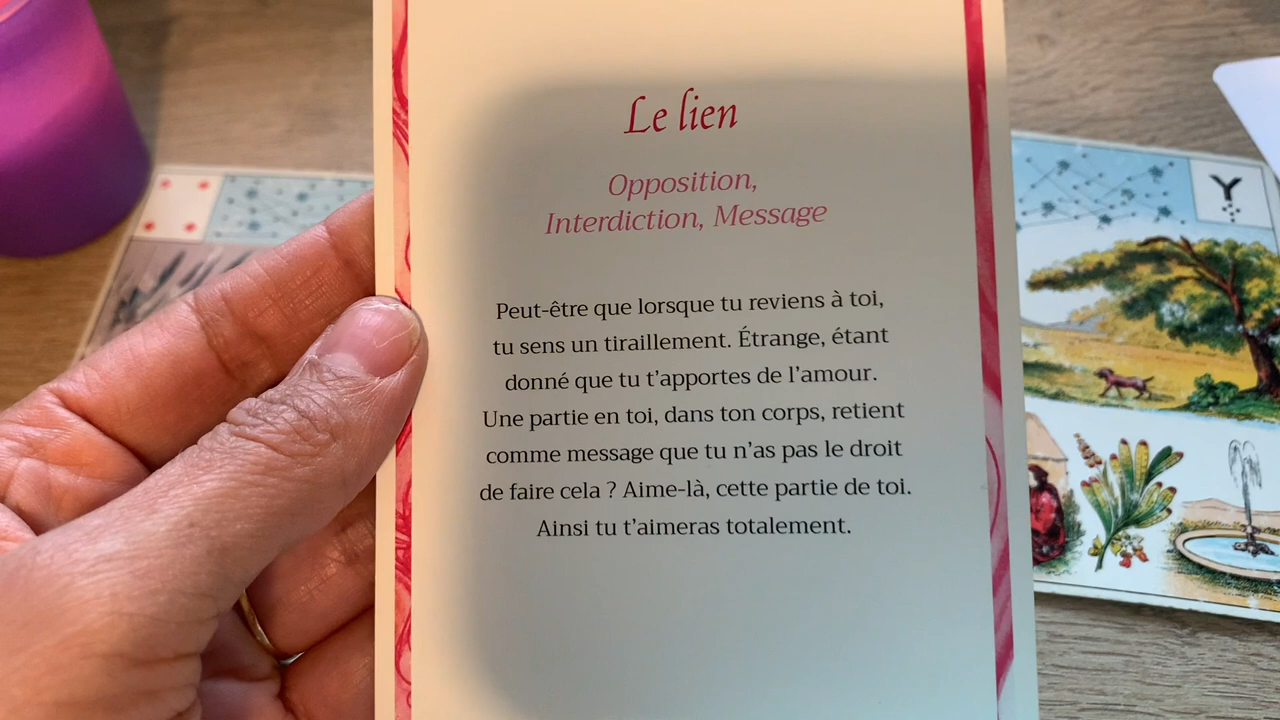 Le lien
Opposition,
Interdiction, Message
Peut-être que lorsque tu reviens à toi,
tu sens un tiraillement. Étrange, étant
donné que tu t'apportes de l'amour.
Une partie en toi, dans ton corps, retient
comme message que tu n'as pas le droit
de faire cela ? Aime-là, cette partie de toi.
Ainsi tu t'aimeras totalement.